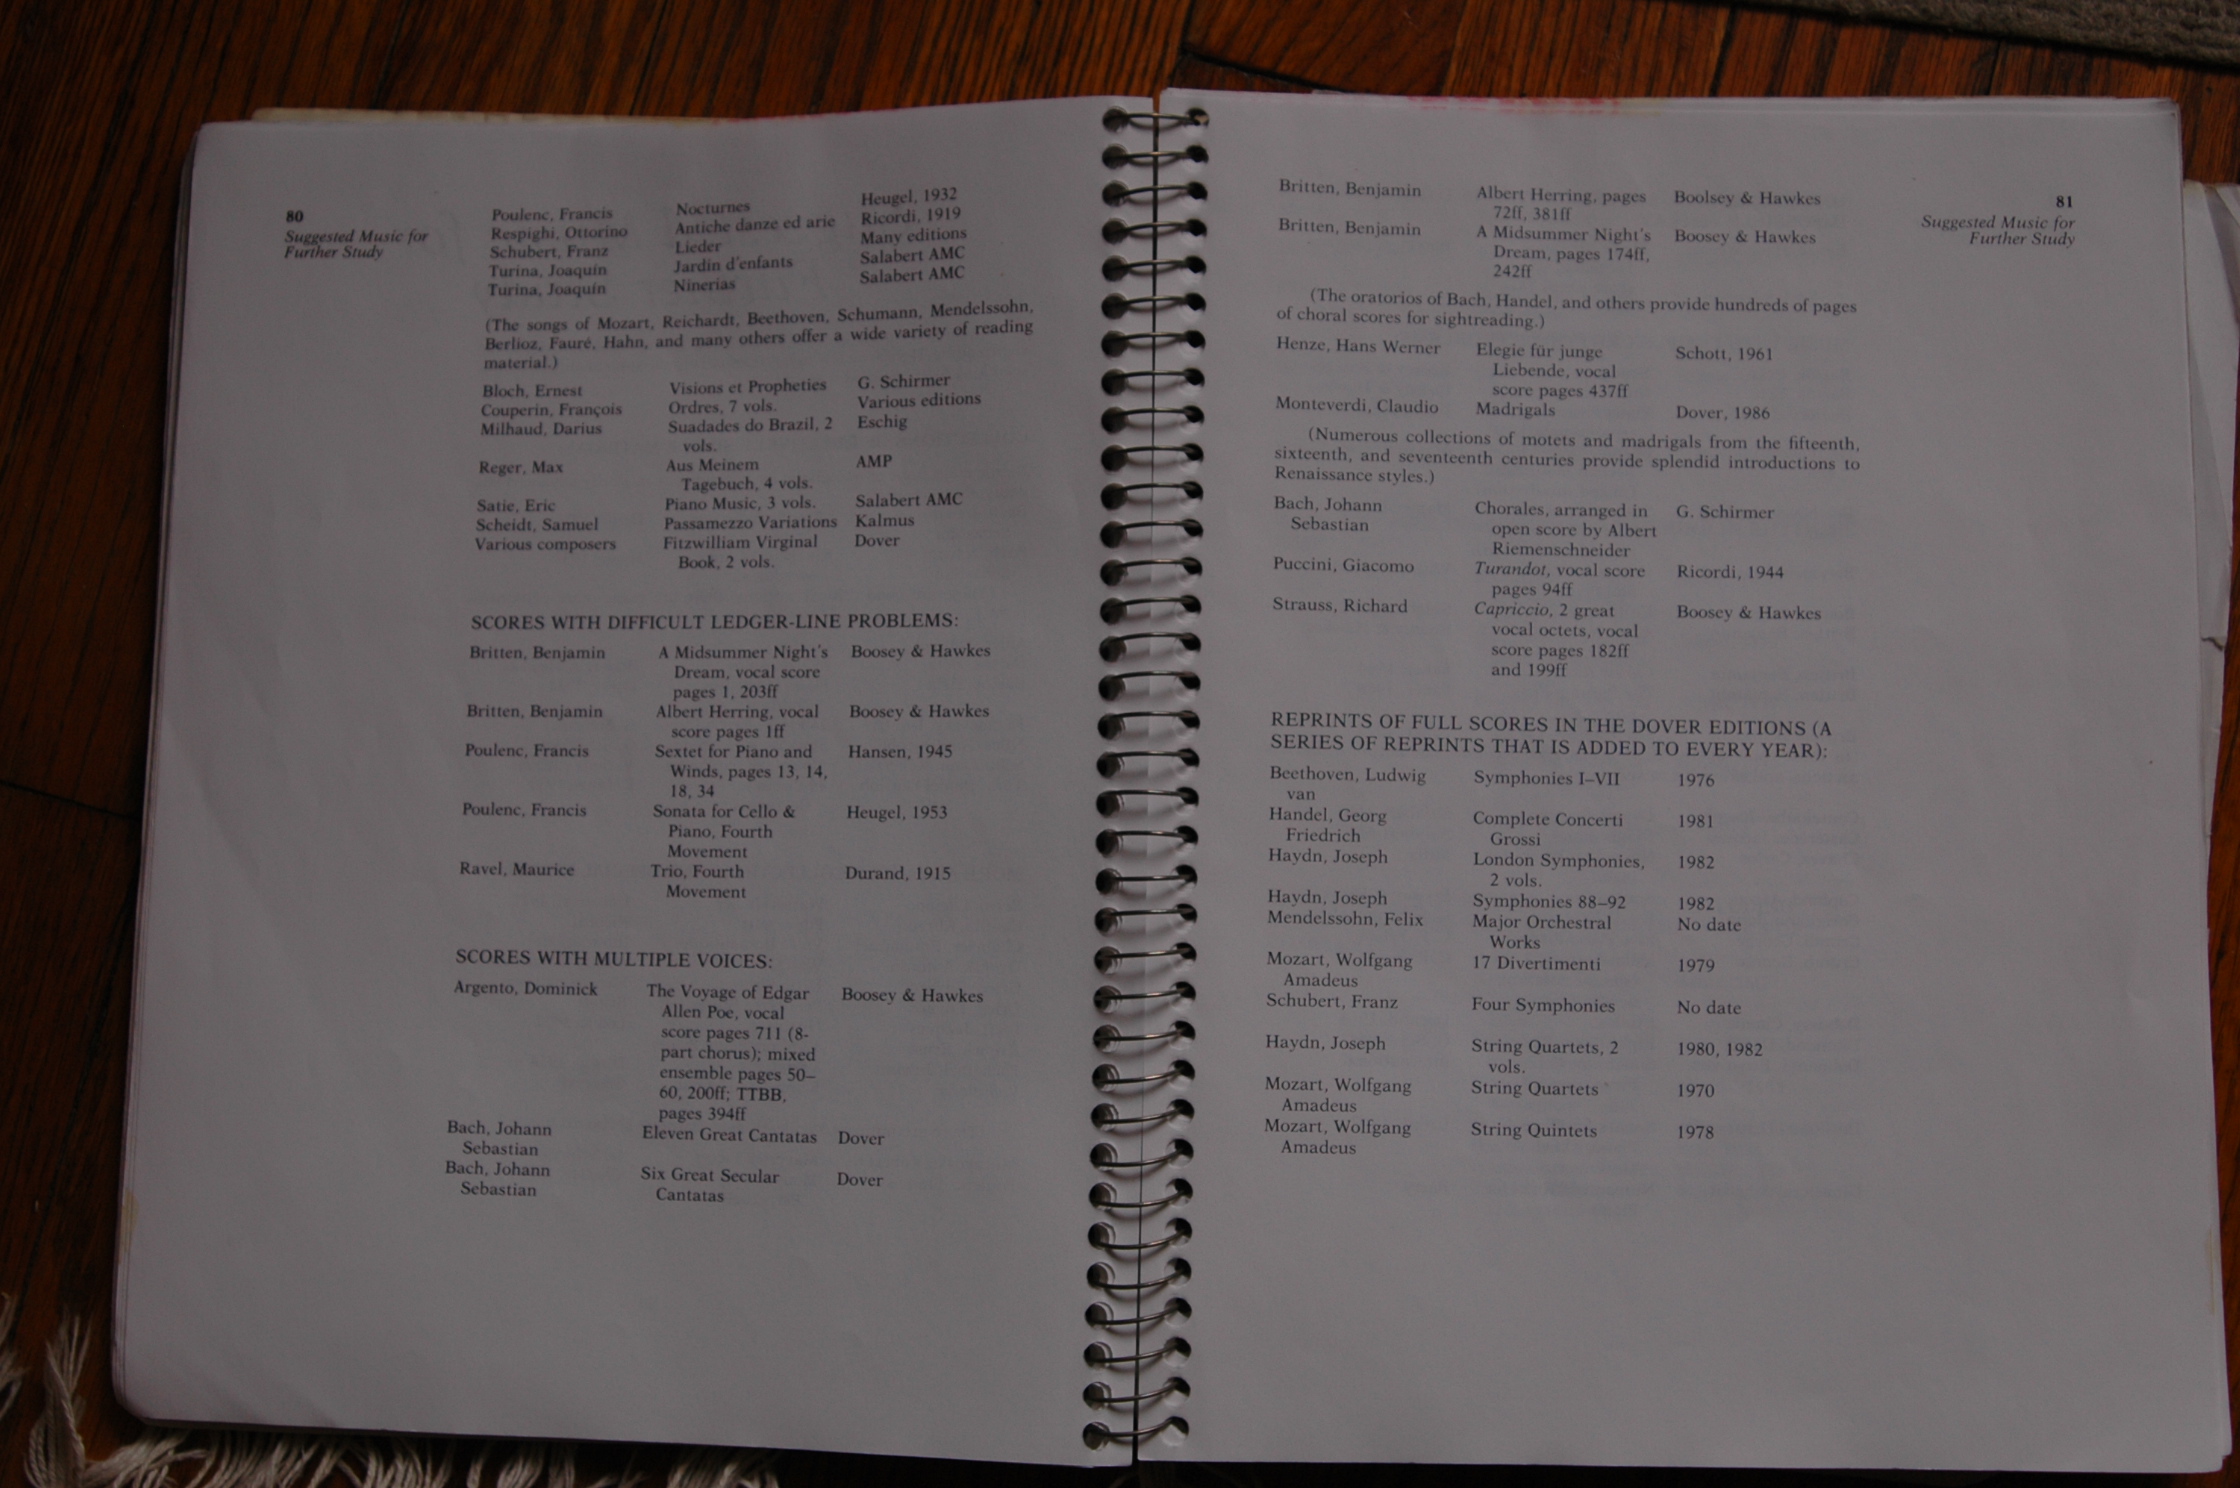 80
Suggested Music for
Further Study
Poulenc, Francis Nocturnes Heugel, 1932
Respighi, Ottorino Antiche danze ed arie Ricordi, 1919
Schubert, Franz Lieder Many editions
Turina, Joaquin Jardin d'enfants Salabert AMC
Turina, Joaquin Ninerias Salabert AMC
(The songs of Mozart, Reichardt, Beethoven, Schumann, Mendelssohn,
Berlioz, Fauré, Hahn, and many others offer a wide variety of reading
material.)
Bloch, Ernest Visions et Propheties G. Schirmer
Couperin, François Ordres, 7 vols. Various editions
Milhaud, Darius Suadades do Brazil, 2 Eschig
vols.
Reger, Max Aus Meinem AMP
Tagebuch, 4 vols.
Satie, Eric Piano Music, 3 vols. Salabert AMC
Scheidt, Samuel Passamezzo Variations Kalmus
Various composers Fitzwilliam Virginal Dover
Book, 2 vols.
SCORES WITH DIFFICULT LEDGER-LINE PROBLEMS:
Britten, Benjamin A Midsummer Night's Boosey & Hawkes
Dream, vocal score
pages 1, 203ff
Britten, Benjamin Albert Herring, vocal Boosey & Hawkes
score pages 1ff
Poulenc, Francis Sextet for Piano and Hansen, 1945
Winds, pages 13, 14,
18, 34
Poulenc, Francis Sonata for Cello & Heugel, 1953
Piano, Fourth
Movement
Ravel, Maurice Trio, Fourth Durand, 1915
Movement
SCORES WITH MULTIPLE VOICES:
Argento, Dominick The Voyage of Edgar Boosey & Hawkes
Allen Poe, vocal
score pages 711 (8-
part chorus); mixed
ensemble pages 50–
60, 200ff; TTBB,
pages 394ff
Bach, Johann Eleven Great Cantatas Dover
Sebastian
Bach, Johann Six Great Secular Dover
Sebastian Cantatas
81
Suggested Music for
Further Study
Britten, Benjamin Albert Herring, pages Boolsey & Hawkes
72ff, 381ff
Britten, Benjamin A Midsummer Night's Boosey & Hawkes
Dream, pages 174ff,
242ff
(The oratorios of Bach, Handel, and others provide hundreds of pages
of choral scores for sightreading.)
Henze, Hans Werner Elegie für junge Schott, 1961
Liebende, vocal
score pages 437ff
Monteverdi, Claudio Madrigals Dover, 1986
(Numerous collections of motets and madrigals from the fifteenth,
sixteenth, and seventeenth centuries provide splendid introductions to
Renaissance styles.)
Bach, Johann Chorales, arranged in G. Schirmer
Sebastian open score by Albert
Riemenschneider
Puccini, Giacomo Turandot, vocal score Ricordi, 1944
pages 94ff
Strauss, Richard Capriccio, 2 great Boosey & Hawkes
vocal octets, vocal
score pages 182ff
and 199ff
REPRINTS OF FULL SCORES IN THE DOVER EDITIONS (A
SERIES OF REPRINTS THAT IS ADDED TO EVERY YEAR):
Beethoven, Ludwig Symphonies I–VII 1976
van
Handel, Georg Complete Concerti 1981
Friedrich Grossi
Haydn, Joseph London Symphonies, 1982
2 vols.
Haydn, Joseph Symphonies 88–92 1982
Mendelssohn, Felix Major Orchestral No date
Works
Mozart, Wolfgang 17 Divertimenti 1979
Amadeus
Schubert, Franz Four Symphonies No date
Haydn, Joseph String Quartets, 2 1980, 1982
vols.
Mozart, Wolfgang String Quartets 1970
Amadeus
Mozart, Wolfgang String Quintets 1978
Amadeus